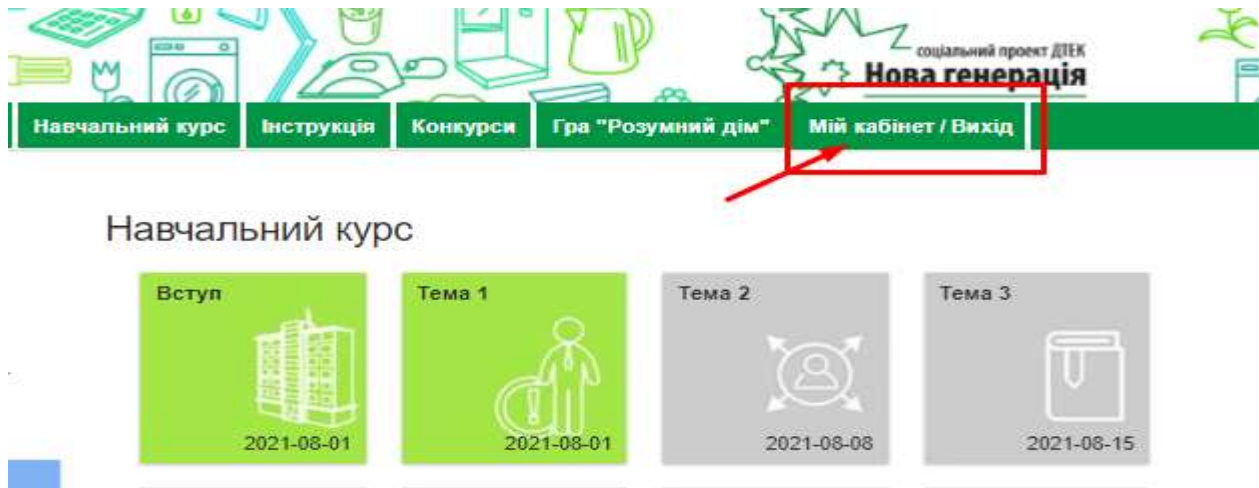 соціальний проект ДТЕК
Нова генерація
Навчальний курс Інструкція Конкурси Гра "Розумний дім" Мій кабінет / Вихід
Навчальний курс
Вступ Тема 1 Тема 2 Тема 3
2021-08-01 2021-08-01 2021-08-08 2021-08-15